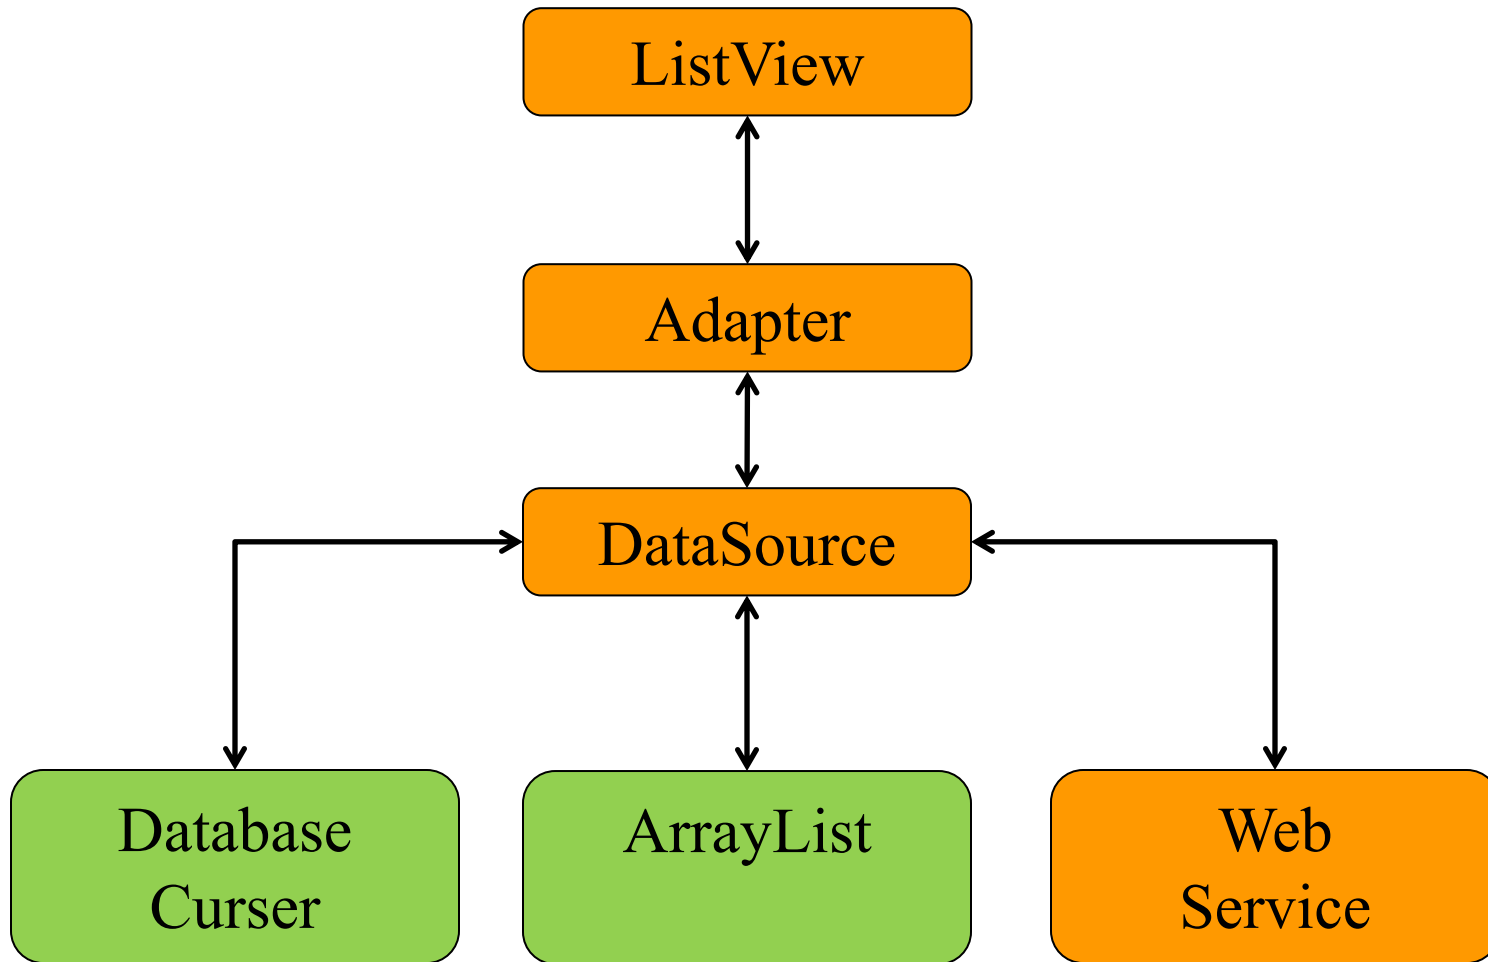 ListView
Adapter
DataSource
Database
Curser
ArrayList
Web
Service